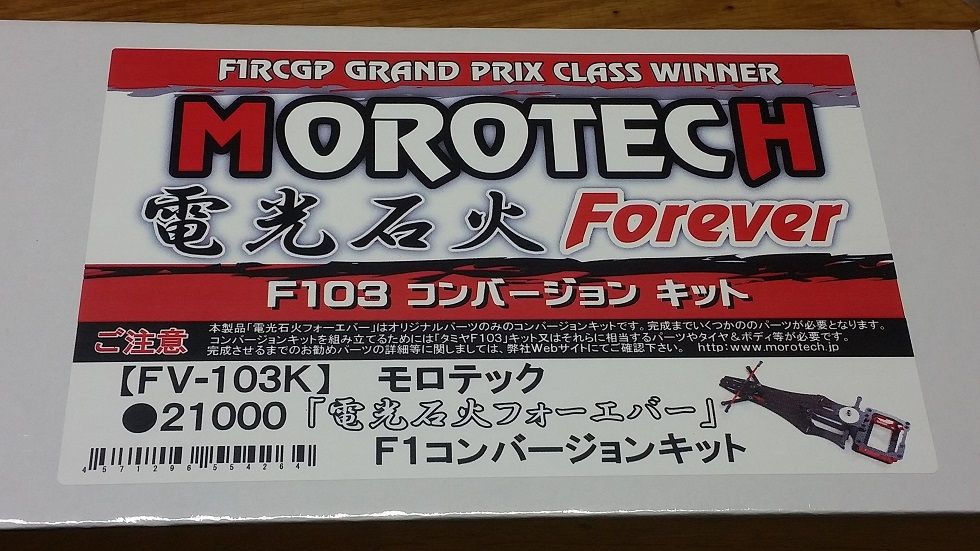 F1RCGP GRAND PRIX CLASS WINNER
MOROTECH
電光石火 Forever
F103 コンバージョン キット
ご注意
本製品「電光石火フォーエバー」はオリジナルパーツのみのコンバージョンキットです。完成までいくつかののパーツが必要となります。
コンバージョンキットを組み立てるためには「タミヤF103」キット又はそれらに相当するパーツやタイヤ&ボディ等が必要です。
完成させるまでのお勧めパーツの詳細等に関しましては、弊社Webサイトにてご確認下さい。 http:www.morotech.jp
【FV-103K】 モロテック
●21000 「電光石火フォーエバー」
F1コンバージョンキット
4571296554264